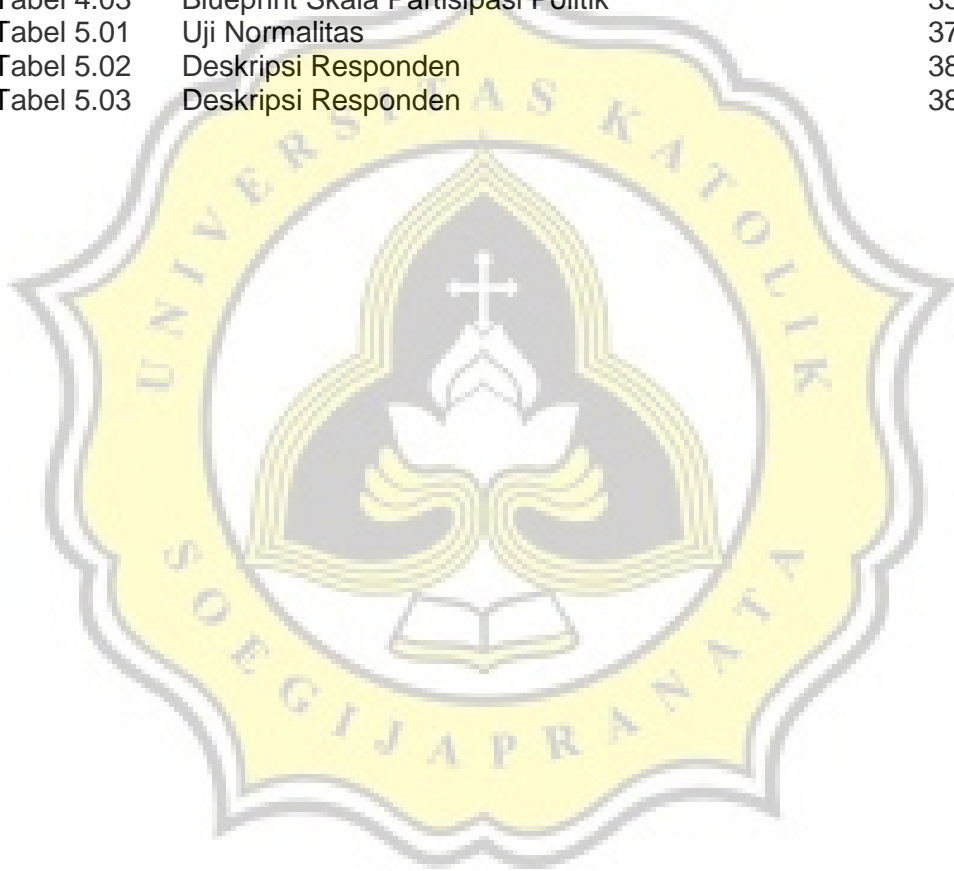 Tabel 4.03 Blueprint Skala Partisipasi Politik 35
Tabel 5.01 Uji Normalitas 37
Tabel 5.02 Deskripsi Responden 38
Tabel 5.03 Deskripsi Responden 38
UNIVERSITAS KATOLIK
SOEGIJAPRANATA